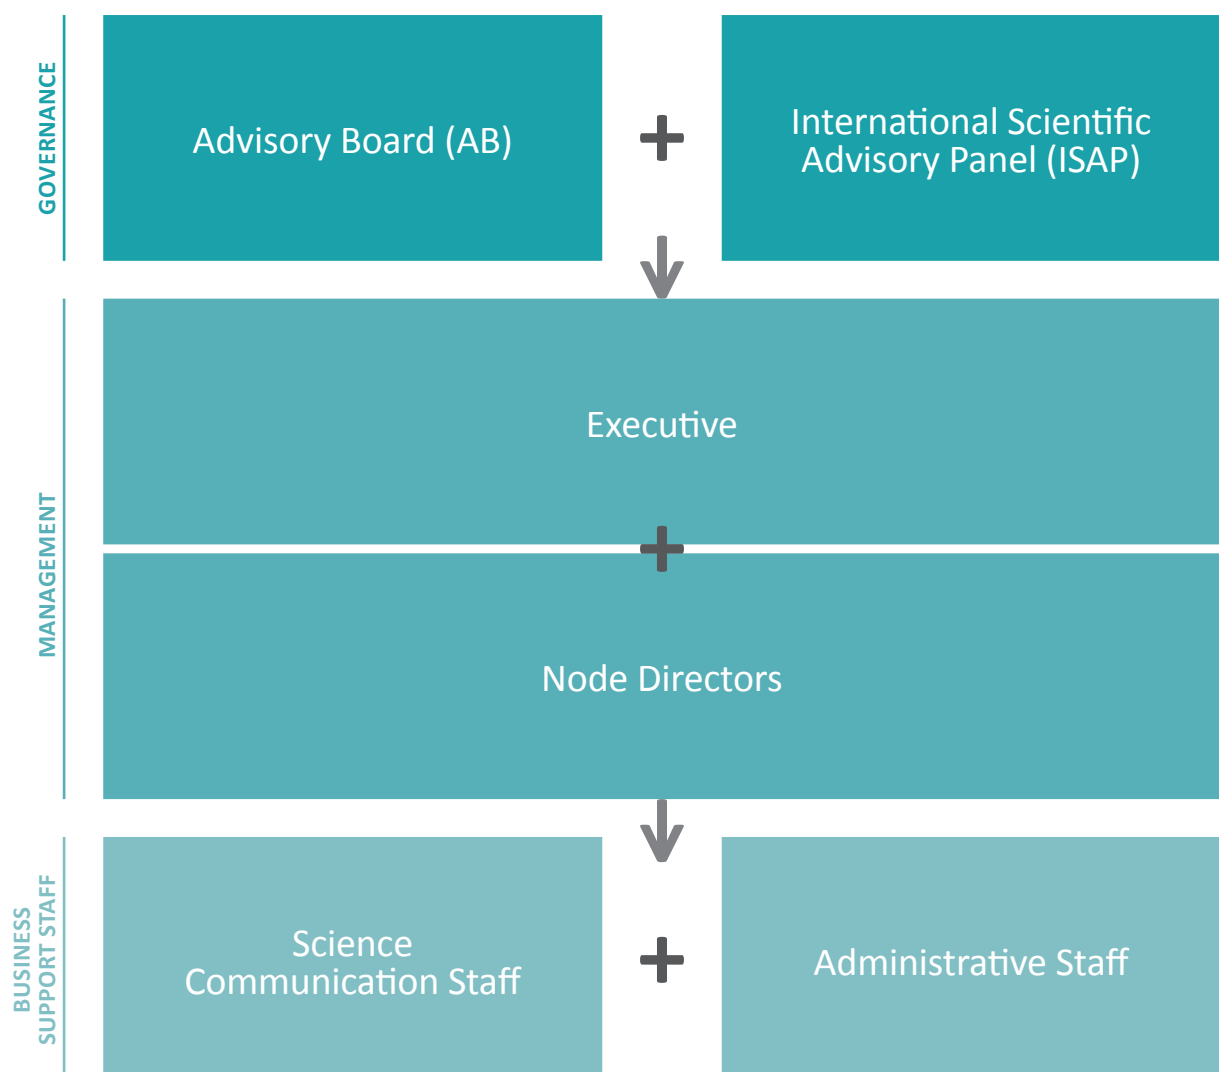 GOVERNANCE
Advisory Board (AB)
+
International Scientific
Advisory Panel (ISAP)
MANAGEMENT
Executive
+
Node Directors
BUSINESS
SUPPORT STAFF
Science
Communication Staff
+
Administrative Staff